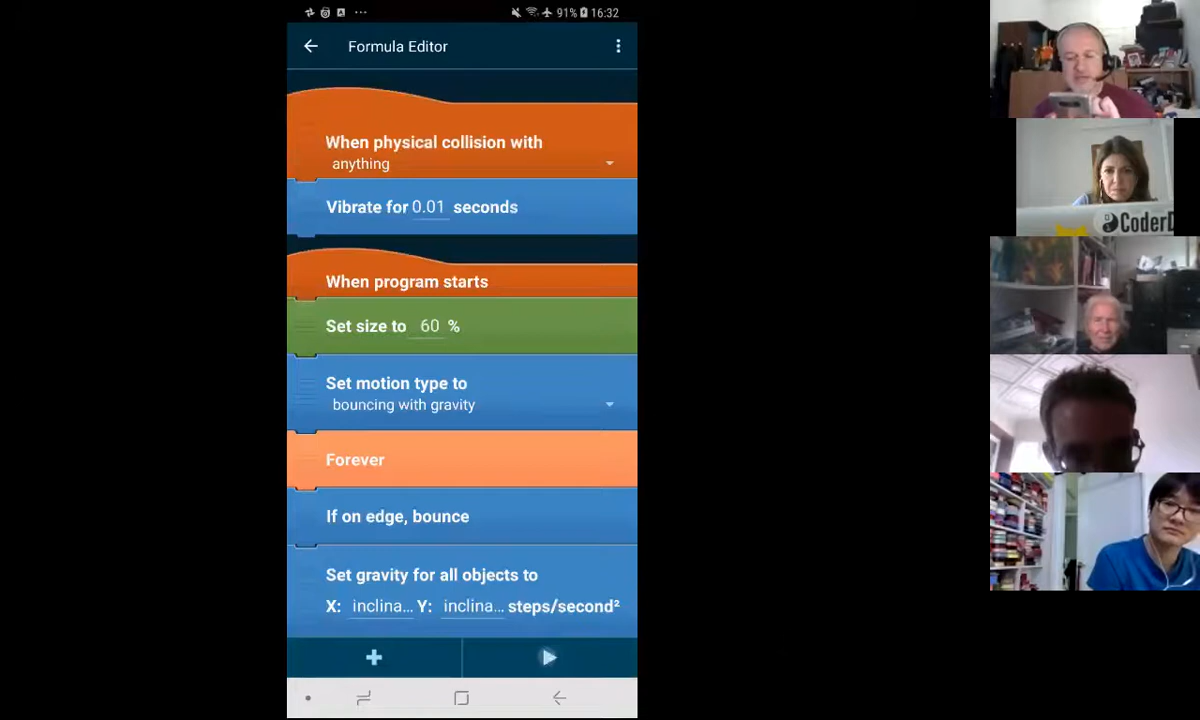 91% 16:32
Formula Editor
When physical collision with
anything
Vibrate for 0.01 seconds
When program starts
Set size to 60 %
Set motion type to
bouncing with gravity
Forever
If on edge, bounce
Set gravity for all objects to
X: inclina... Y: inclina... steps/second²
CoderD